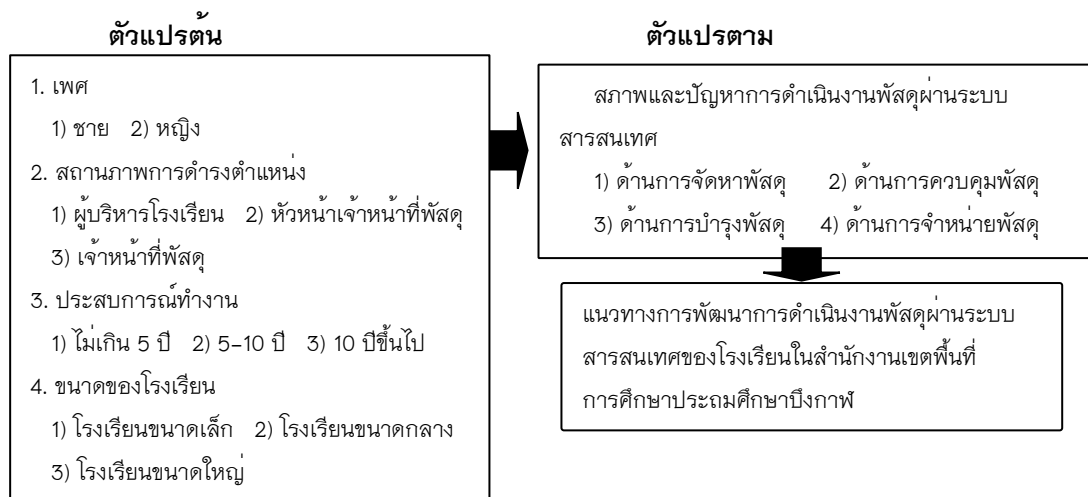 ตัวแปรต้น
1. เพศ
1) ชาย 2) หญิง
2. สถานภาพการดำรงตำแหน่ง
1) ผู้บริหารโรงเรียน 2) หัวหน้าเจ้าหน้าที่พัสดุ
3) เจ้าหน้าที่พัสดุ
3. ประสบการณ์ทำงาน
1) ไม่เกิน 5 ปี 2) 5-10 ปี 3) 10 ปีขึ้นไป
4. ขนาดของโรงเรียน
1) โรงเรียนขนาดเล็ก 2) โรงเรียนขนาดกลาง
3) โรงเรียนขนาดใหญ่
ตัวแปรตาม
สภาพและปัญหาการดำเนินงานพัสดุผ่านระบบ
สารสนเทศ
1) ด้านการจัดหาพัสดุ 2) ด้านการควบคุมพัสดุ
3) ด้านการบำรุงพัสดุ 4) ด้านการจำหน่ายพัสดุ
แนวทางการพัฒนาการดำเนินงานพัสดุผ่านระบบ
สารสนเทศของโรงเรียนในสำนักงานเขตพื้นที่
การศึกษาประถมศึกษาบึงกาฬ